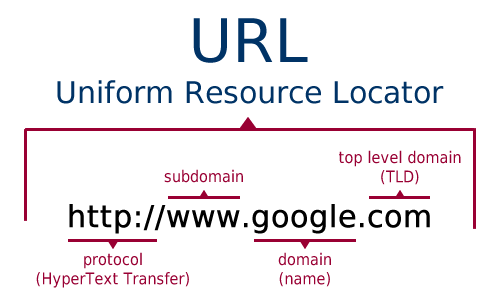 URL
Uniform Resource Locator
top level domain
(TLD)
subdomain
http://www.google.com
protocol
(HyperText Transfer)
domain
(name)